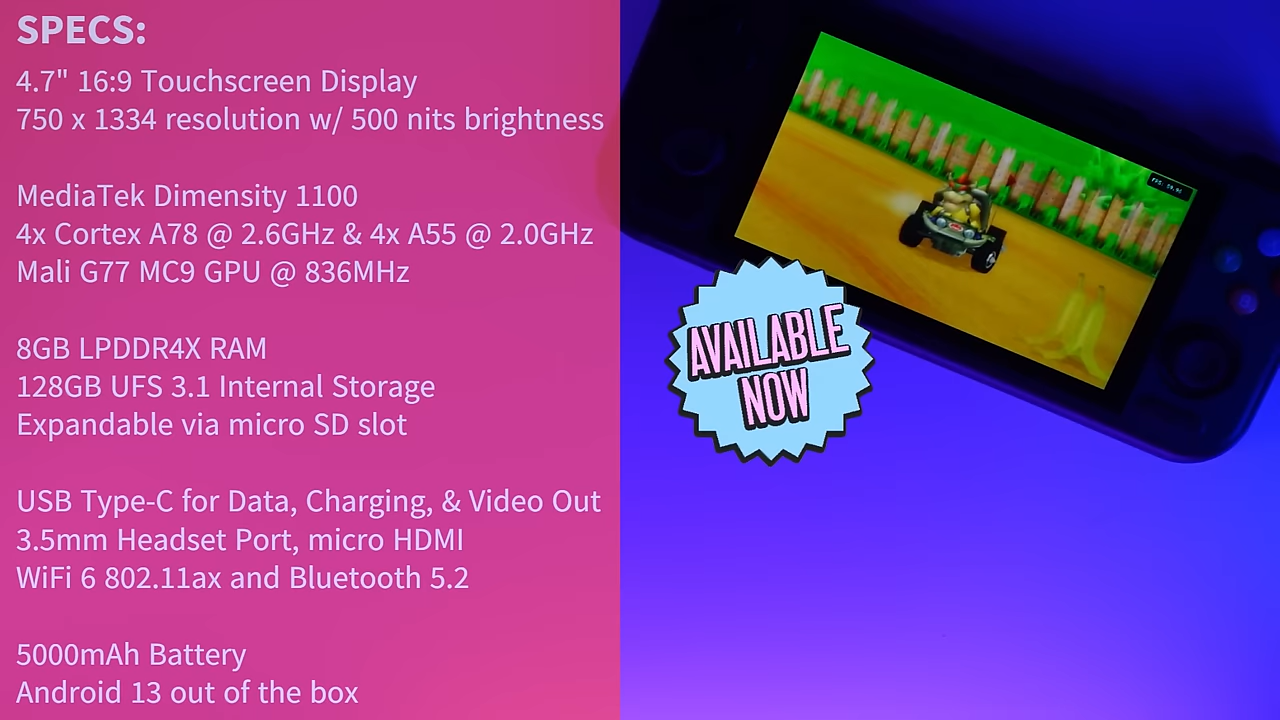 SPECS:
4.7" 16:9 Touchscreen Display
750 x 1334 resolution w/ 500 nits brightness
MediaTek Dimensity 1100
4x Cortex A78 @ 2.6GHz & 4x A55 @ 2.0GHz
Mali G77 MC9 GPU @ 836MHz
8GB LPDDR4X RAM
128GB UFS 3.1 Internal Storage
Expandable via micro SD slot
USB Type-C for Data, Charging, & Video Out
3.5mm Headset Port, micro HDMI
WiFi 6 802.11ax and Bluetooth 5.2
5000mAh Battery
Android 13 out of the box
AVAILABLE
NOW